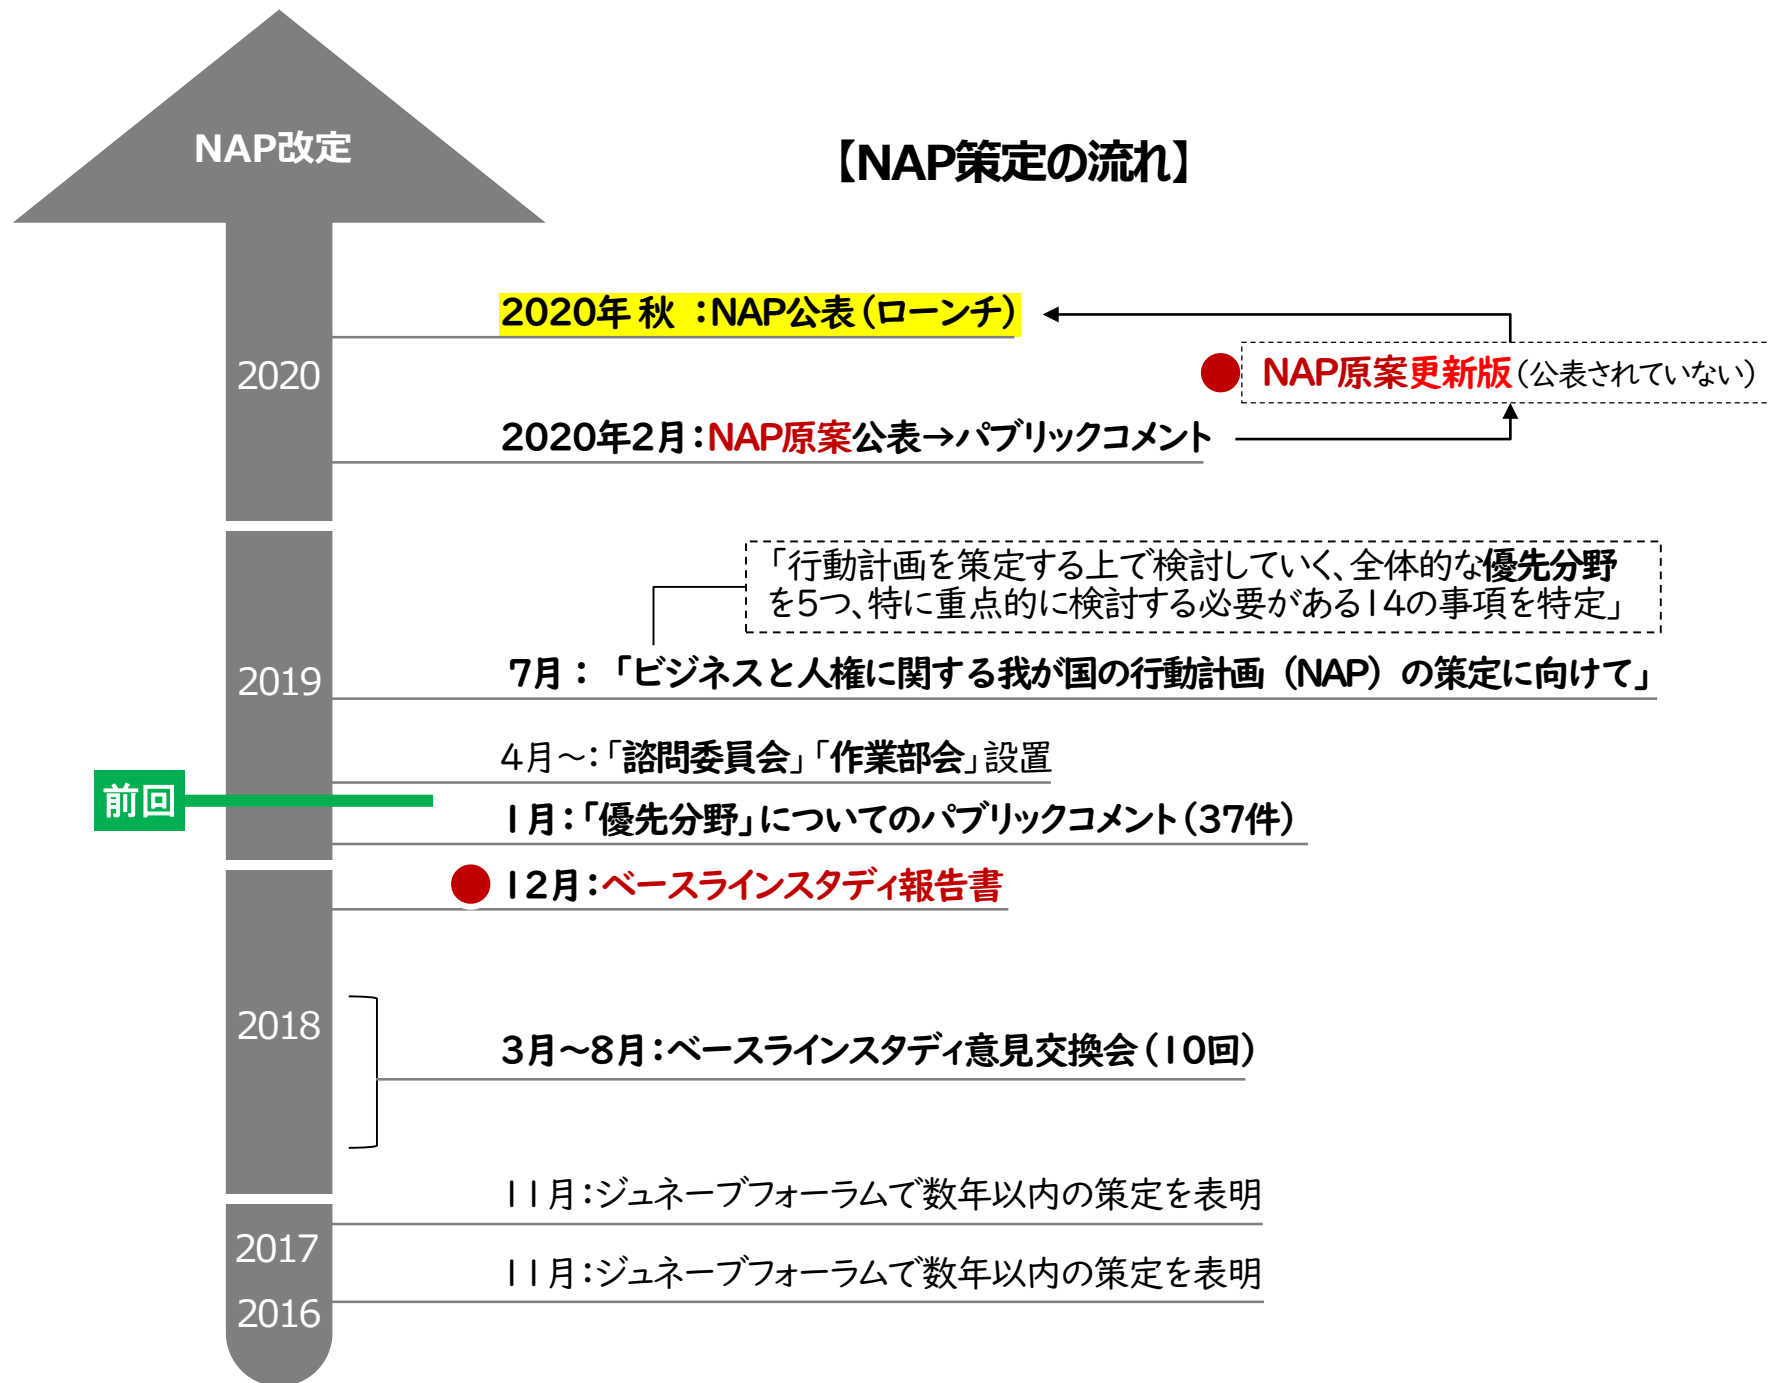 NAP改定
【NAP策定の流れ】
2020年 秋 ：NAP公表（ローンチ）
NAP原案更新版（公表されていない）
2020
2020年2月：NAP原案公表→パブリックコメント
「行動計画を策定する上で検討していく、全体的な優先分野
を5つ、特に重点的に検討する必要がある14の事項を特定」
2019
7月：「ビジネスと人権に関する我が国の行動計画（NAP）の策定に向けて」
4月～：「諮問委員会」「作業部会」設置
前回
1月：「優先分野」についてのパブリックコメント（37件）
12月：ベースラインスタディ報告書
2018
3月～8月：ベースラインスタディ意見交換会（10回）
11月：ジュネーブフォーラムで数年以内の策定を表明
2017
11月：ジュネーブフォーラムで数年以内の策定を表明
2016